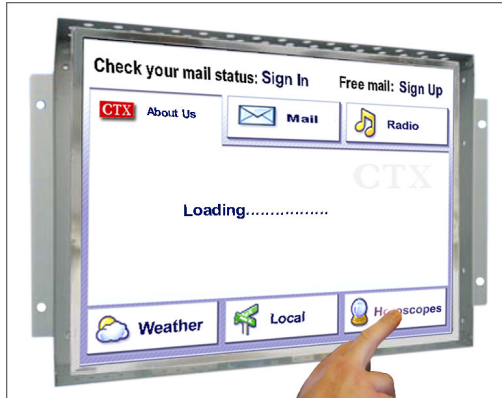 Check your mail status: Sign In Free mail: Sign Up
CTX About Us Mail Radio
CTX
Loading.................
Weather Local Horoscopes